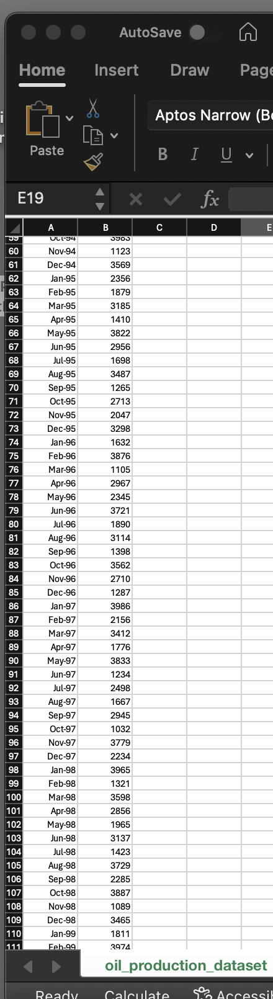 AutoSave
Home Insert Draw Page
Paste
Aptos Narrow (Bo
B I U
E19 fx
A B C D E
59 Oct-94 3983
60 Nov-94 1123
61 Dec-94 3569
62 Jan-95 2356
63 Feb-95 1879
64 Mar-95 3185
65 Apr-95 1410
66 May-95 3822
67 Jun-95 2956
68 Jul-95 1698
69 Aug-95 3487
70 Sep-95 1265
71 Oct-95 2713
72 Nov-95 2047
73 Dec-95 3298
74 Jan-96 1632
75 Feb-96 3876
76 Mar-96 1105
77 Apr-96 2967
78 May-96 2345
79 Jun-96 3721
80 Jul-96 1890
81 Aug-96 3114
82 Sep-96 1398
83 Oct-96 3562
84 Nov-96 2710
85 Dec-96 1287
86 Jan-97 3986
87 Feb-97 2156
88 Mar-97 3412
89 Apr-97 1776
90 May-97 3833
91 Jun-97 1234
92 Jul-97 2498
93 Aug-97 1667
94 Sep-97 2945
95 Oct-97 1032
96 Nov-97 3779
97 Dec-97 2234
98 Jan-98 3965
99 Feb-98 1321
100 Mar-98 3598
101 Apr-98 2856
102 May-98 1965
103 Jun-98 3137
104 Jul-98 1423
105 Aug-98 3729
106 Sep-98 2285
107 Oct-98 3887
108 Nov-98 1089
109 Dec-98 3465
110 Jan-99 1811
111 Feb-99 3974
oil_production_dataset
Ready Calculate Accessibi